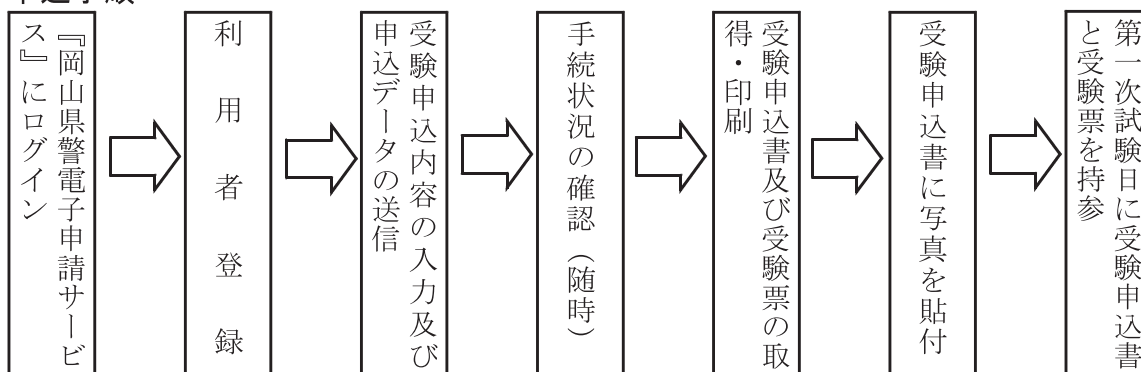 『岡山県警電子申請サービ
ス』にログイン
利用者登録
受験申込内容の入力及び
申込データの送信
手続状況の確認（随時）
受験申込書及び受験票の取
得・印刷
受験申込書に写真を貼付
第一次試験日に受験申込書
と受験票を持参